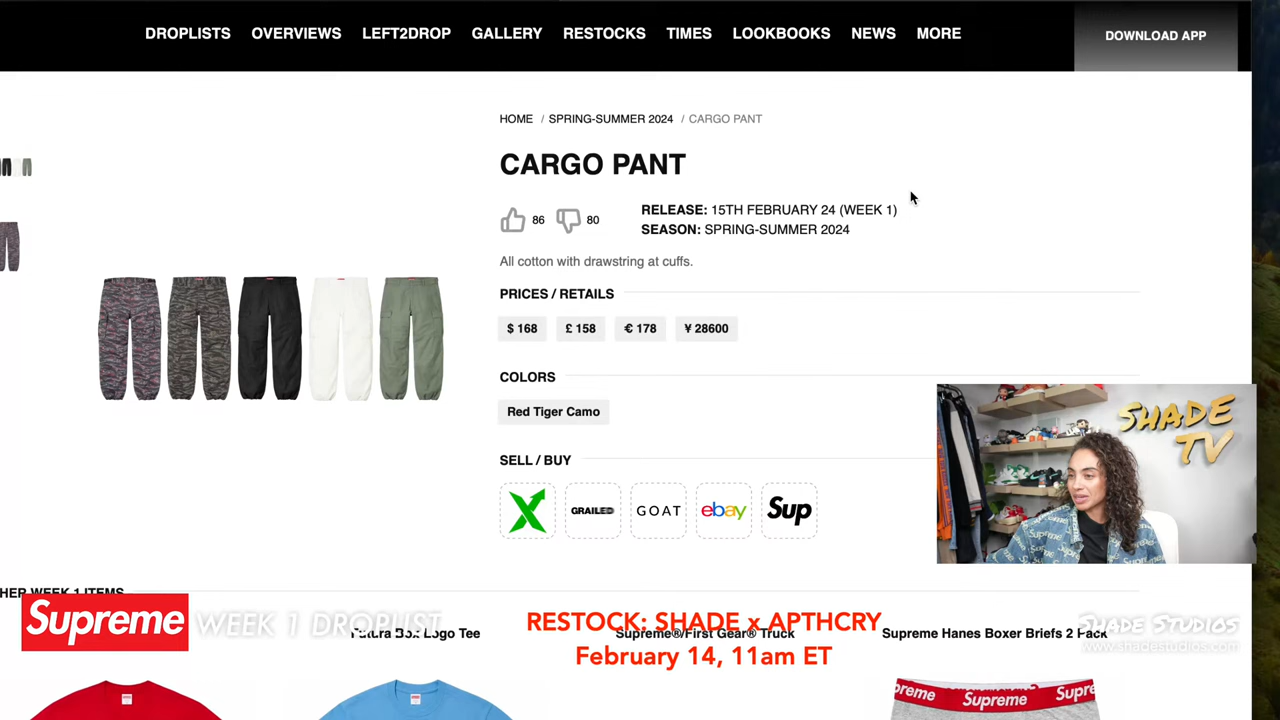 DROPLISTS OVERVIEWS LEFT2DROP GALLERY RESTOCKS TIMES LOOKBOOKS NEWS MORE
DOWNLOAD APP
HOME / SPRING-SUMMER 2024 / CARGO PANT
CARGO PANT
86 80
RELEASE: 15TH FEBRUARY 24 (WEEK 1)
SEASON: SPRING-SUMMER 2024
All cotton with drawstring at cuffs.
PRICES / RETAILS
$ 168 £ 158 € 178 ¥ 28600
COLORS
Red Tiger Camo
SELL / BUY
GRAILED GOAT ebay Sup
SHADE
TV
Supreme
HER WEEK 1 ITEMS
Supreme WEEK 1 DROPLIST
RESTOCK: SHADE x APTHCRY
February 14, 11am ET
Futura Box Logo Tee
Supreme®/First Gear® Truck
Supreme Hanes Boxer Briefs 2 Pack
SHADE STUDIOS
www.shadestudios.com
preme Supreme Supr